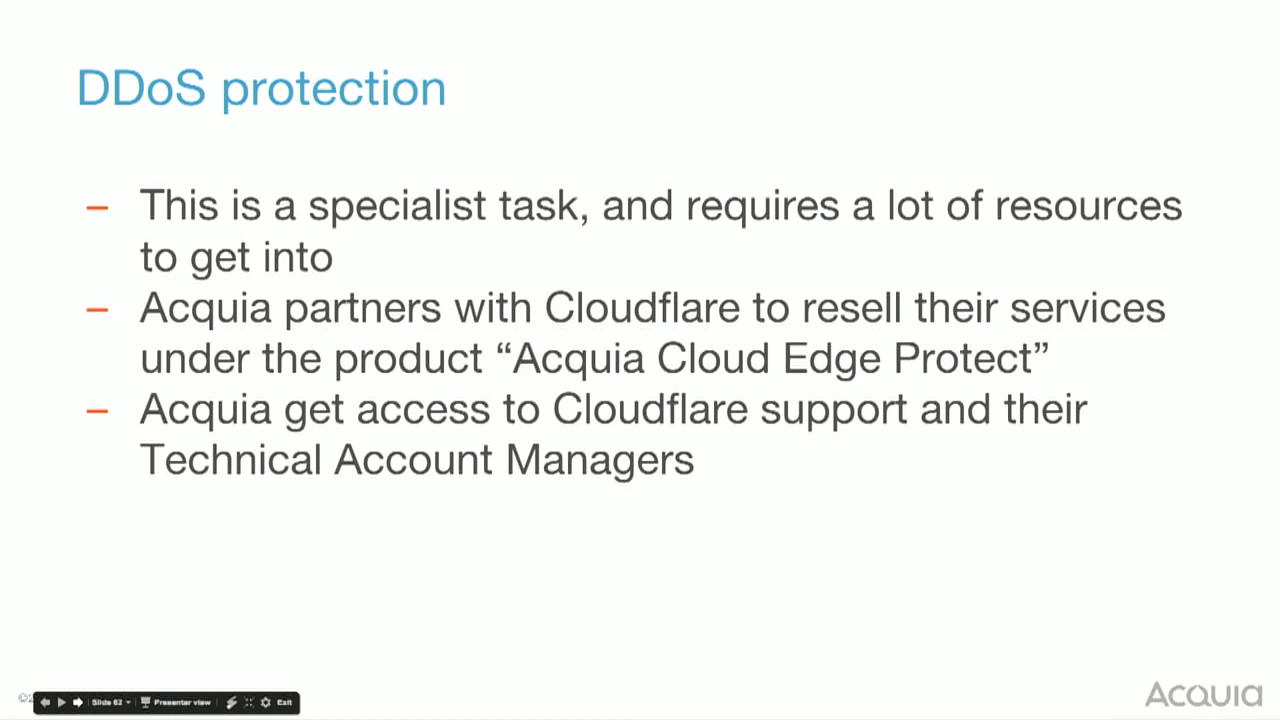 DDoS protection
– This is a specialist task, and requires a lot of resources
to get into
– Acquia partners with Cloudflare to resell their services
under the product “Acquia Cloud Edge Protect”
– Acquia get access to Cloudflare support and their
Technical Account Managers
Slide 62 Presenter view Exit
Acquia